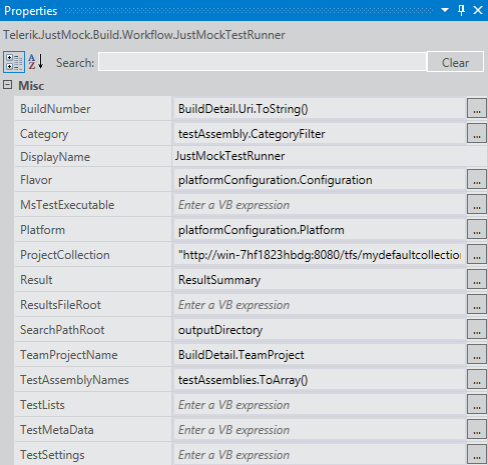 Properties
Telerik.JustMock.Build.Workflow.JustMockTestRunner
Search: Clear
Misc
BuildNumber BuildDetail.Uri.ToString() ...
Category testAssembly.CategoryFilter ...
DisplayName JustMockTestRunner
Flavor platformConfiguration.Configuration ...
MsTestExecutable Enter a VB expression ...
Platform platformConfiguration.Platform ...
ProjectCollection "http://win-7hf1823hbdg:8080/tfs/mydefaultcollection ...
Result ResultSummary ...
ResultsFileRoot Enter a VB expression ...
SearchPathRoot outputDirectory ...
TeamProjectName BuildDetail.TeamProject ...
TestAssemblyNames testAssemblies.ToArray() ...
TestLists Enter a VB expression ...
TestMetaData Enter a VB expression ...
TestSettings Enter a VB expression ...